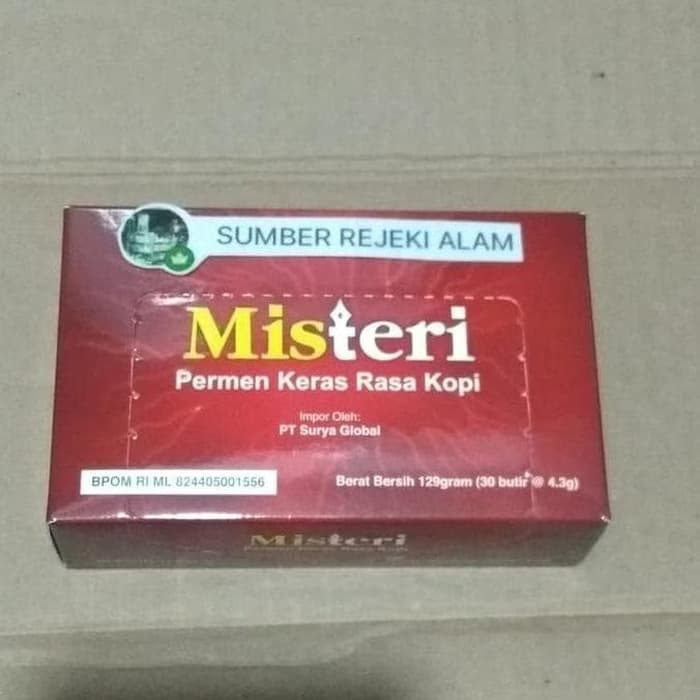 SUMBER REJEKI ALAM
Misteri
Permen Keras Rasa Kopi
Impor Oleh:
PT Surya Global
BPOM RI ML 824405001556
Berat Bersih 129gram (30 butir @ 4.3g)
Misteri
Permen Keras Rasa Kopi